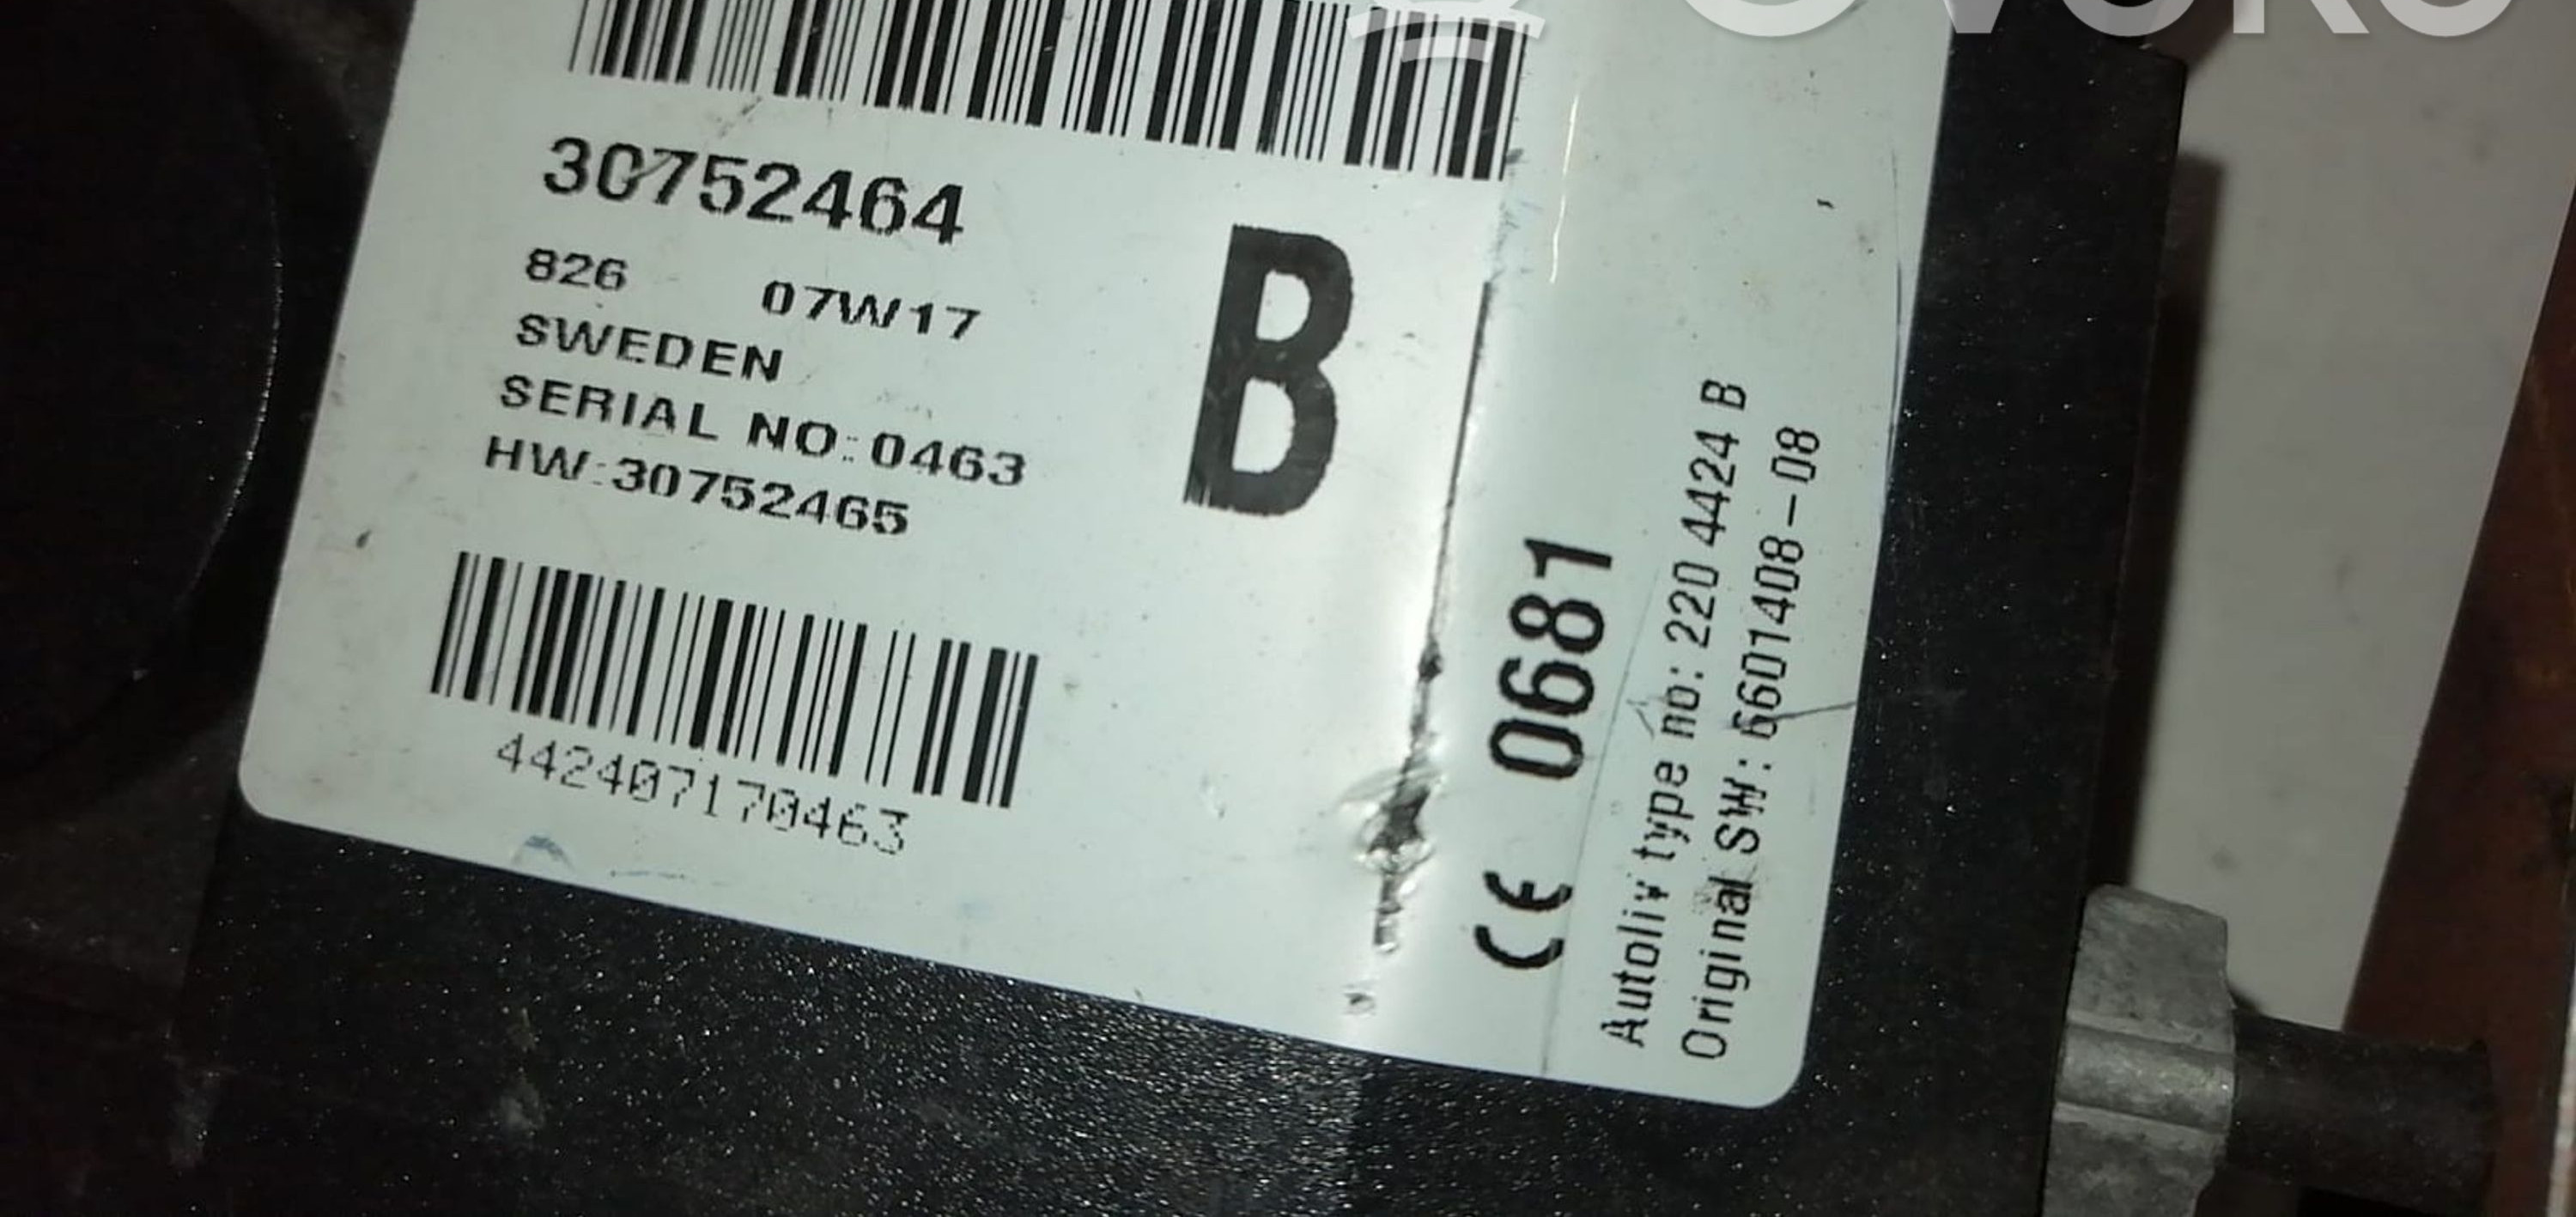 30752464
826 07W17
SWEDEN
SERIAL NO:0463
HW:30752465
B
442407170463
CE 0681
Autoliv type no: 220 4424 B
Original SW: 6601408-08